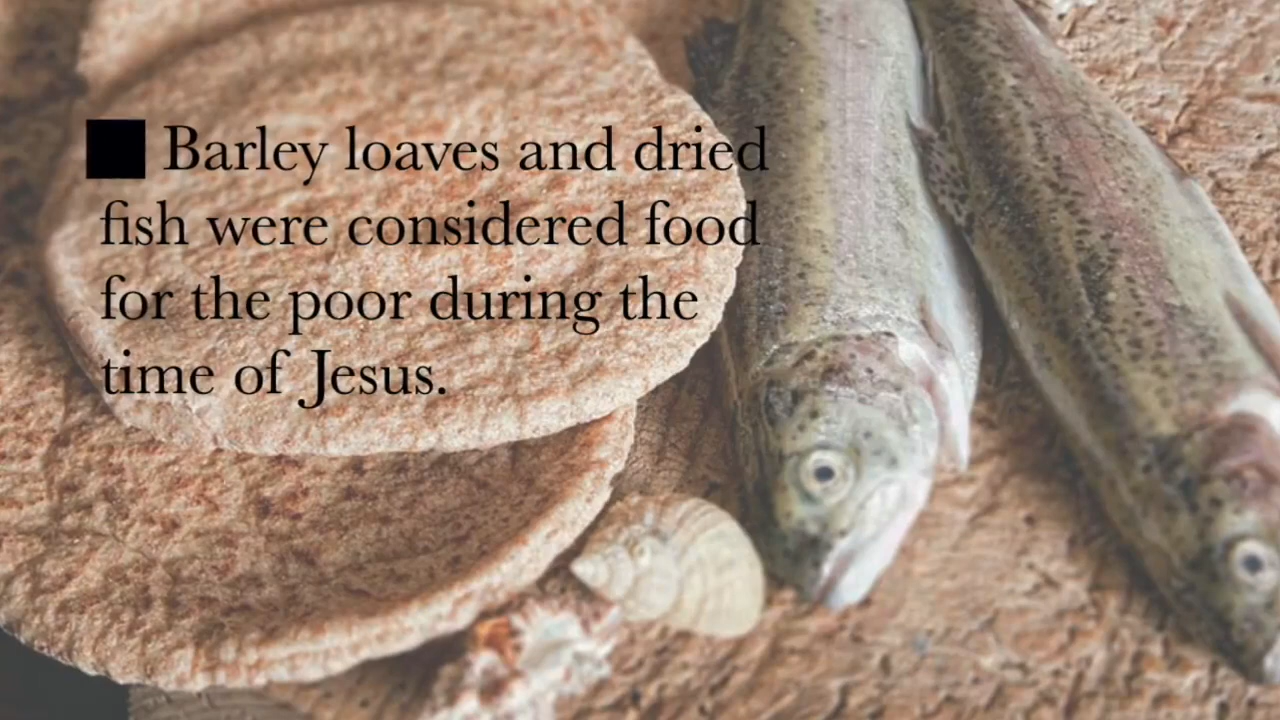 Barley loaves and dried
fish were considered food
for the poor during the
time of Jesus.